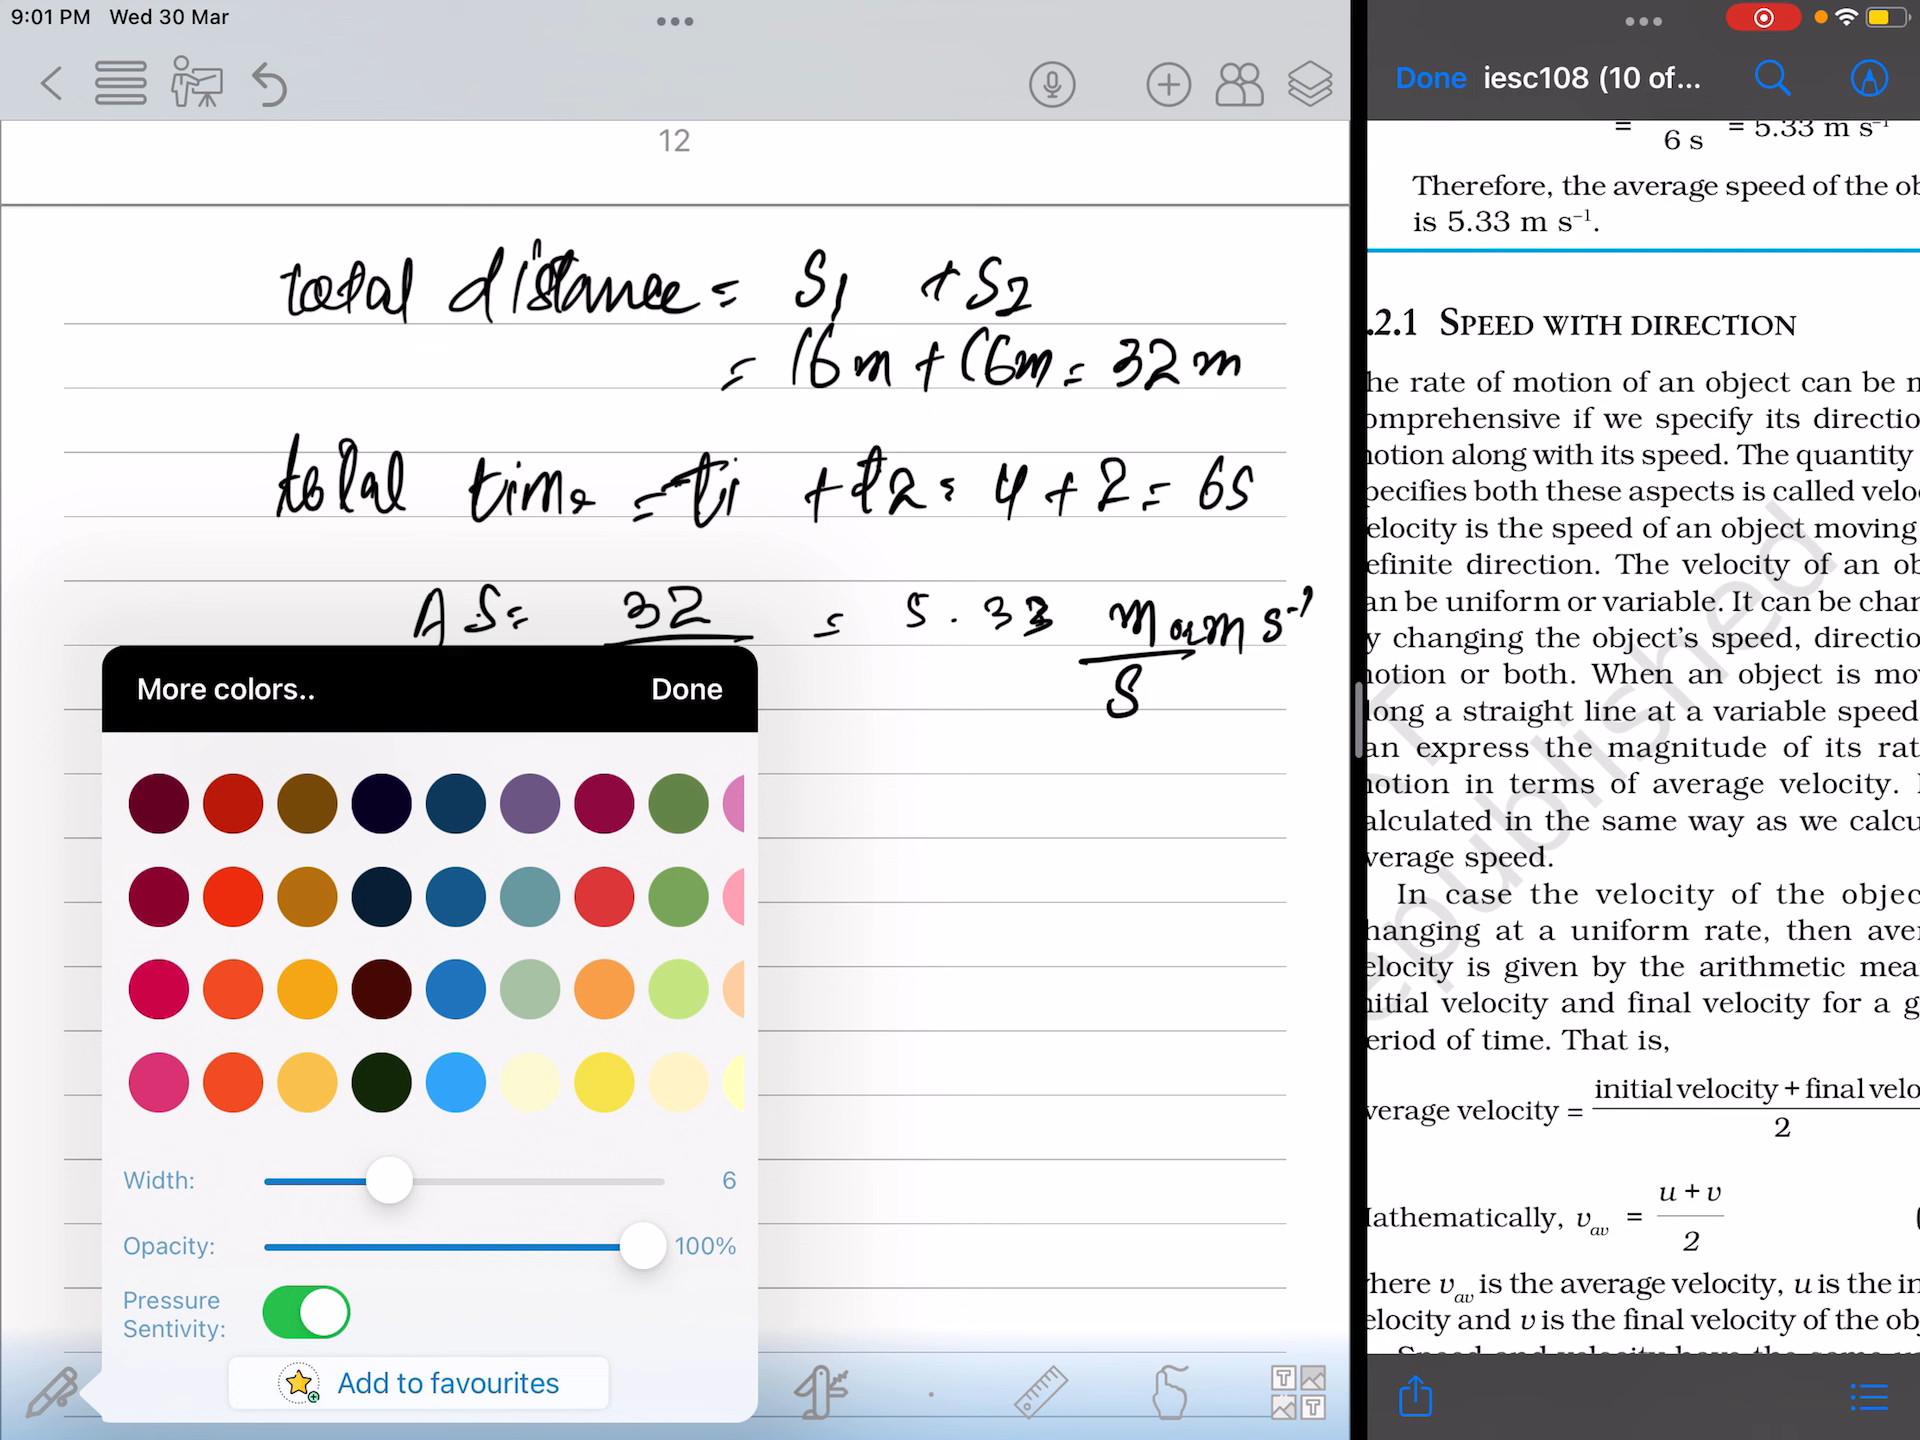 9:01 PM Wed 30 Mar
12
total distance = S1 + S2
= 16m + 16m = 32m
total time = t1 + t2 = 4 + 2 = 6s
A S = 32 = 5.33 m or m s⁻¹
S
More colors..
Done
Width:
6
Opacity:
100%
Pressure
Sentivity:
Add to favourites
Done iesc108 (10 of...
= 6 s = 5.33 m s⁻¹
Therefore, the average speed of the ob
is 5.33 m s⁻¹.
.2.1 SPEED WITH DIRECTION
he rate of motion of an object can be m
omprehensive if we specify its directio
otion along with its speed. The quantity
pecifies both these aspects is called velo
elocity is the speed of an object moving
efinite direction. The velocity of an ob
an be uniform or variable. It can be chan
y changing the object's speed, directio
otion or both. When an object is mov
long a straight line at a variable speed
an express the magnitude of its rat
otion in terms of average velocity. I
alculated in the same way as we calcu
verage speed.
In case the velocity of the objec
hanging at a uniform rate, then aver
elocity is given by the arithmetic mea
nitial velocity and final velocity for a g
eriod of time. That is,
verage velocity = initial velocity + final velo
2
athematically, v av = u + v
2
here v av is the average velocity, u is the in
elocity and v is the final velocity of the ob
epublished